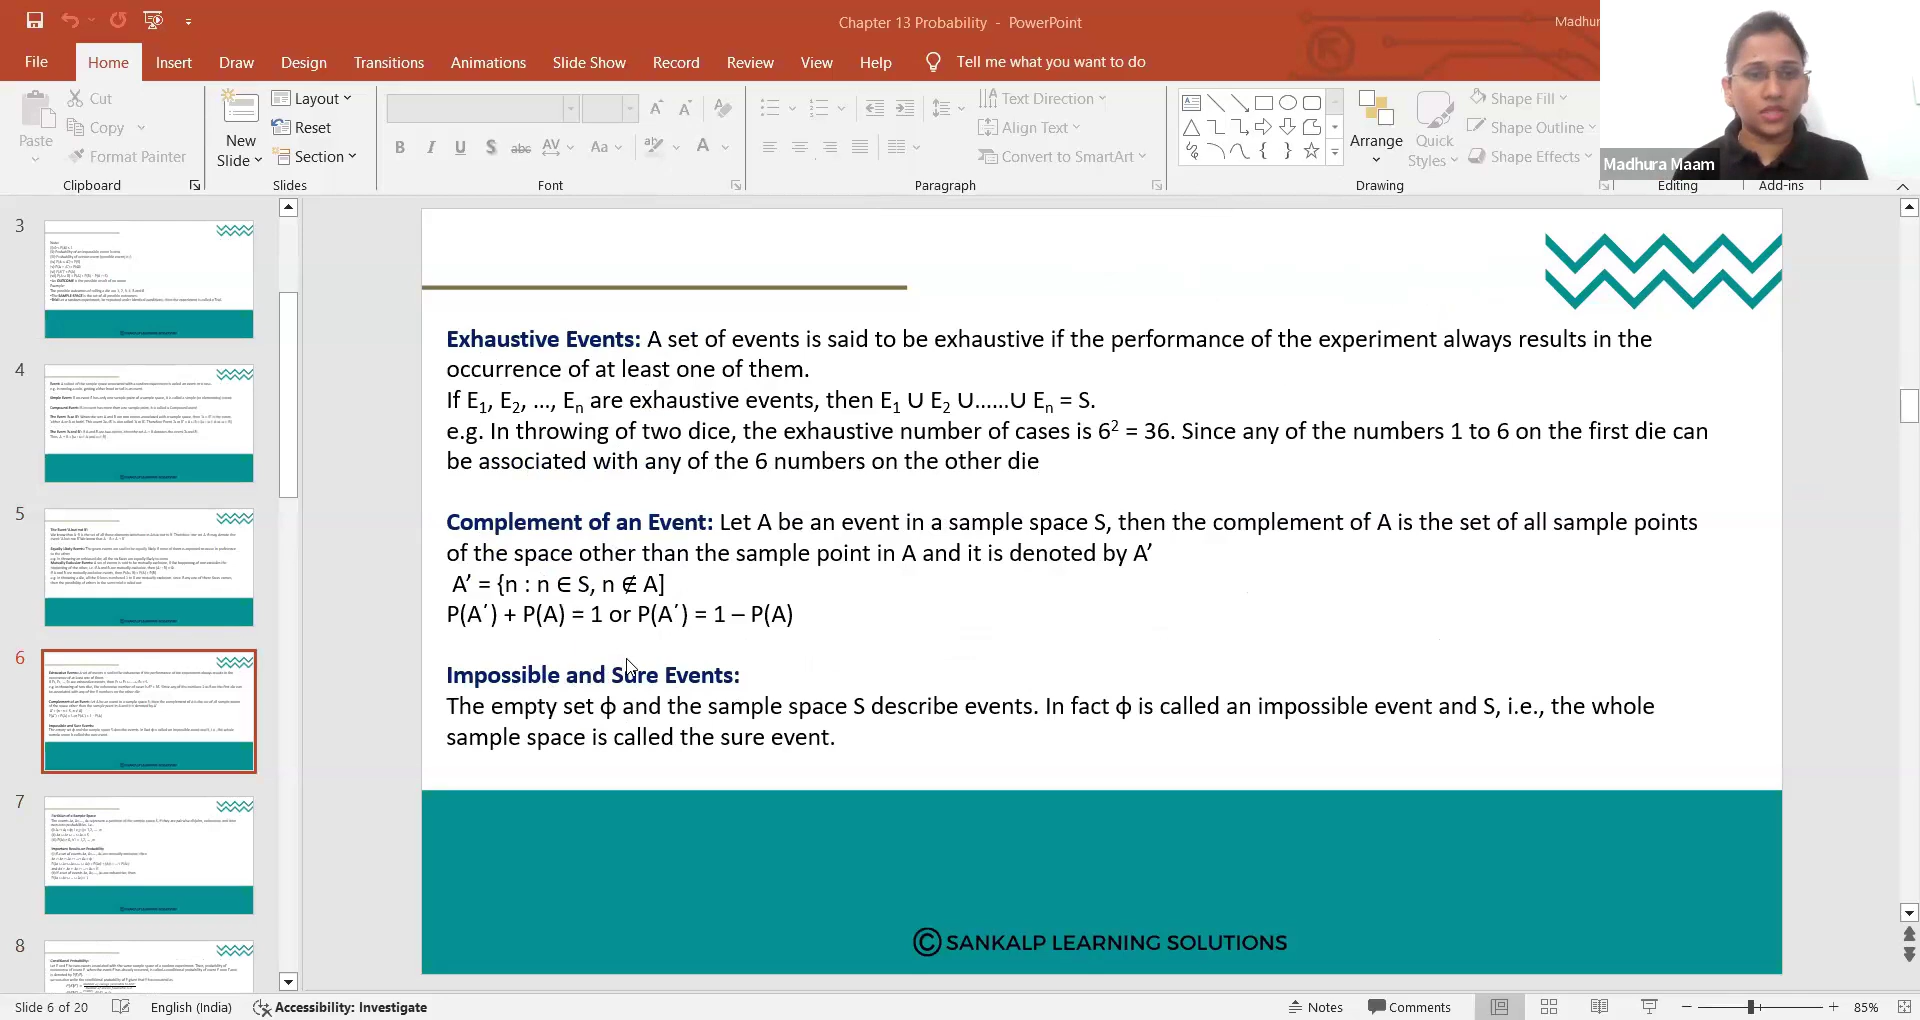 Chapter 13 Probability - PowerPoint
Madhur
File Home Insert Draw Design Transitions Animations Slide Show Record Review View Help Tell me what you want to do
Paste
Cut
Copy
Format Painter
Clipboard
New
Slide
Layout
Reset
Section
Slides
Font
Text Direction
Align Text
Convert to SmartArt
Paragraph
Arrange
Quick
Styles
Shape Fill
Shape Outline
Shape Effects
Drawing
Editing
Add-ins
Madhura Maam
3
4
5
6
7
8
Exhaustive Events: A set of events is said to be exhaustive if the performance of the experiment always results in the
occurrence of at least one of them.
If E₁, E₂, ..., Eₙ are exhaustive events, then E₁ ∪ E₂ ∪......∪ Eₙ = S.
e.g. In throwing of two dice, the exhaustive number of cases is 6² = 36. Since any of the numbers 1 to 6 on the first die can
be associated with any of the 6 numbers on the other die
Complement of an Event: Let A be an event in a sample space S, then the complement of A is the set of all sample points
of the space other than the sample point in A and it is denoted by A’
A’ = {n : n ∈ S, n ∉ A]
P(A′) + P(A) = 1 or P(A′) = 1 – P(A)
Impossible and Sure Events:
The empty set ϕ and the sample space S describe events. In fact ϕ is called an impossible event and S, i.e., the whole
sample space is called the sure event.
© SANKALP LEARNING SOLUTIONS
Slide 6 of 20 English (India) Accessibility: Investigate
Notes Comments 85%